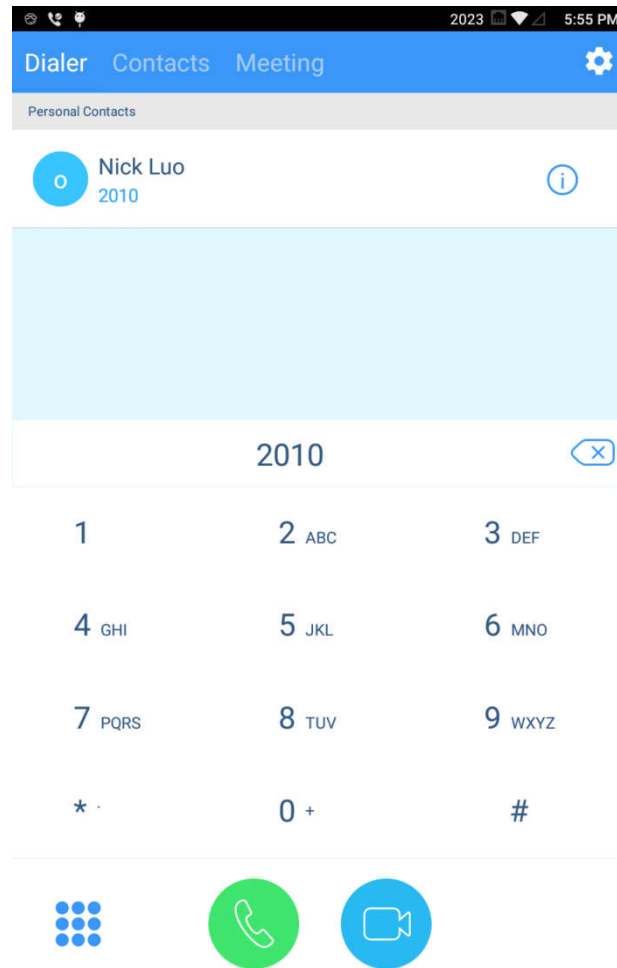 2023 5:55 PM
Dialer Contacts Meeting
Personal Contacts
o Nick Luo
2010
2010
1 2 ABC 3 DEF
4 GHI 5 JKL 6 MNO
7 PQRS 8 TUV 9 WXYZ
* . 0 + #